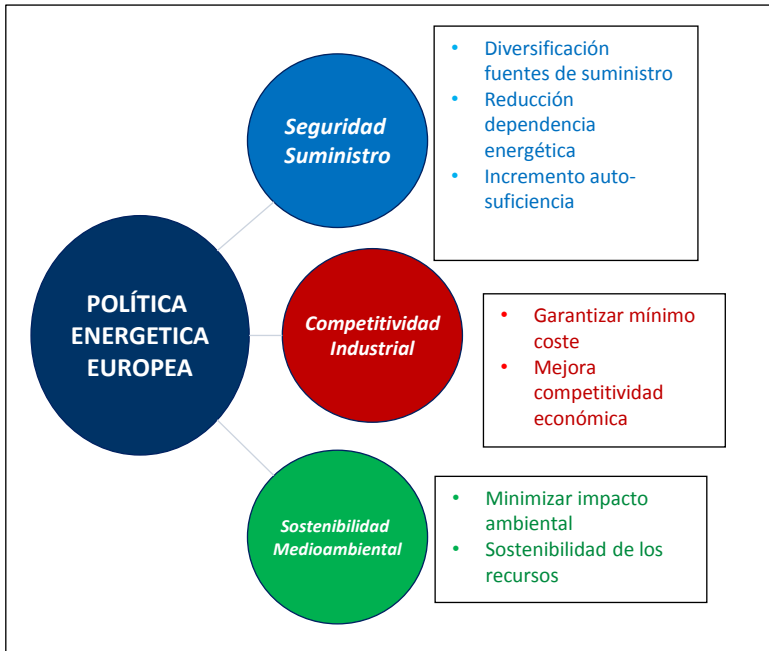 POLÍTICA
ENERGETICA
EUROPEA
Seguridad
Suministro
• Diversificación
fuentes de suministro
• Reducción
dependencia
energética
• Incremento auto-
suficiencia
Competitividad
Industrial
• Garantizar mínimo
coste
• Mejora
competitividad
económica
Sostenibilidad
Medioambiental
• Minimizar impacto
ambiental
• Sostenibilidad de los
recursos